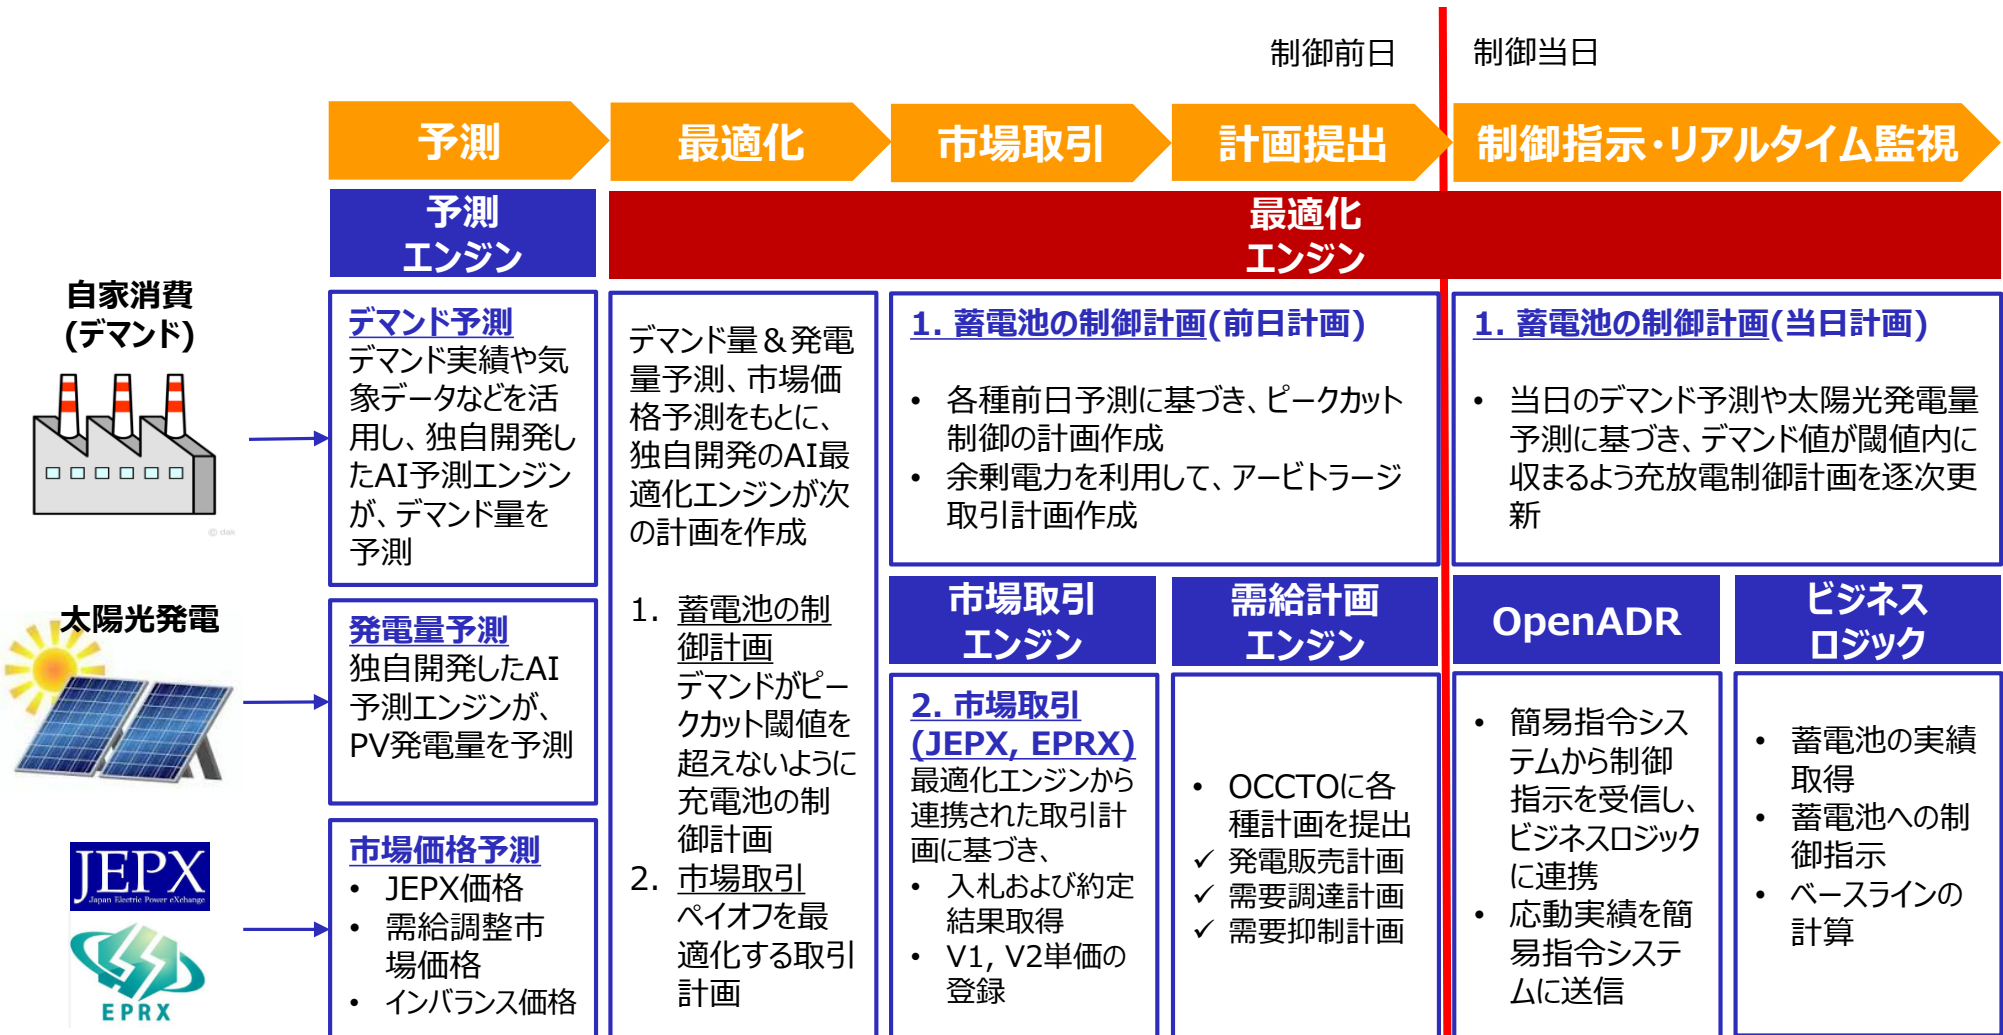 制御前日
制御当日
予測
最適化
市場取引
計画提出
制御指示・リアルタイム監視
予測
エンジン
最適化
エンジン
自家消費
(デマンド)
© dak
デマンド予測
デマンド実績や気
象データなどを活
用し、独自開発し
たAI予測エンジン
が、デマンド量を
予測
太陽光発電
発電量予測
独自開発したAI
予測エンジンが、
PV発電量を予測
JEPX
Japan Electric Power eXchange
EPRX
市場価格予測
• JEPX価格
• 需給調整市
場価格
• インバランス価格
デマンド量＆発電
量予測、市場価
格予測をもとに、
独自開発のAI最
適化エンジンが次
の計画を作成
1. 蓄電池の制
御計画
デマンドがピー
クカット閾値を
超えないように
充電池の制
御計画
2. 市場取引
ペイオフを最
適化する取引
計画
1. 蓄電池の制御計画(前日計画)
• 各種前日予測に基づき、ピークカット
制御の計画作成
• 余剰電力を利用して、アービトラージ
取引計画作成
市場取引
エンジン
2. 市場取引
(JEPX, EPRX)
最適化エンジンから
連携された取引計
画に基づき、
• 入札および約定
結果取得
• V1, V2単価の
登録
需給計画
エンジン
• OCCTOに各
種計画を提出
✓ 発電販売計画
✓ 需要調達計画
✓ 需要抑制計画
1. 蓄電池の制御計画(当日計画)
• 当日のデマンド予測や太陽光発電量
予測に基づき、デマンド値が閾値内に
収まるよう充放電制御計画を逐次更
新
OpenADR
• 簡易指令シス
テムから制御
指示を受信し、
ビジネスロジック
に連携
• 応動実績を簡
易指令システ
ムに送信
ビジネス
ロジック
• 蓄電池の実績
取得
• 蓄電池への制
御指示
• ベースラインの
計算